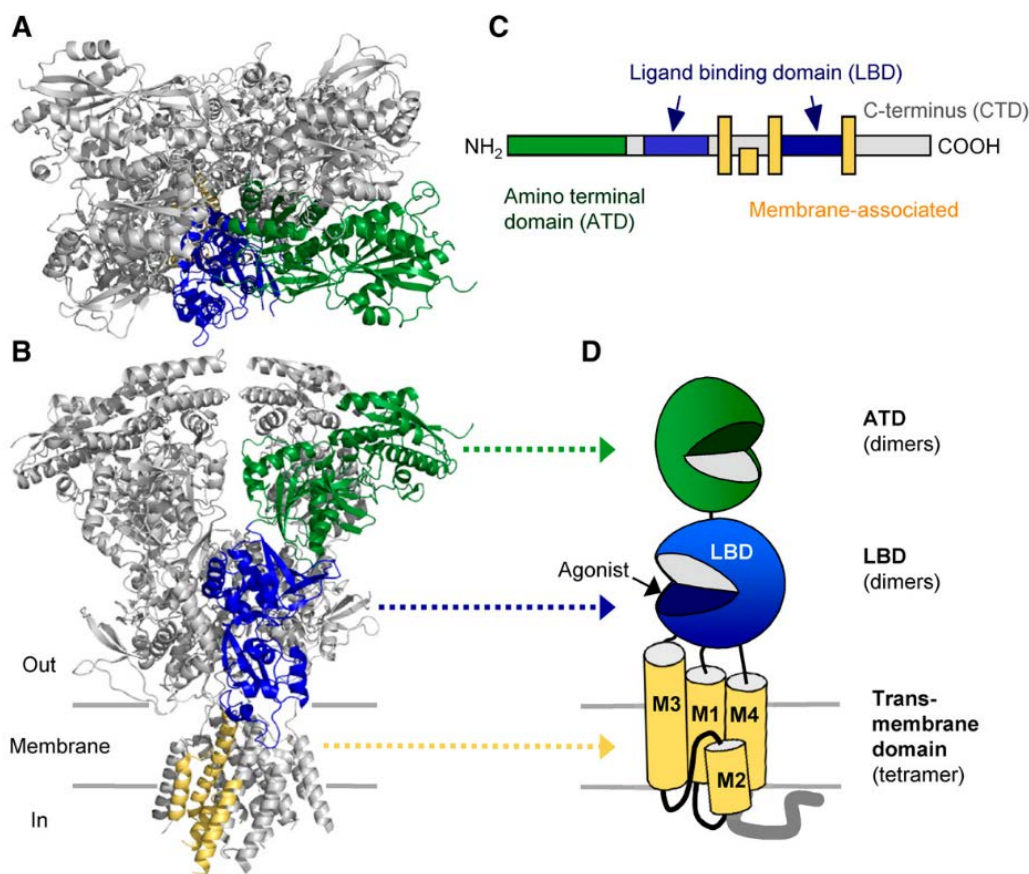 A
C
Ligand binding domain (LBD)
C-terminus (CTD)
NH2
COOH
Amino terminal
domain (ATD)
Membrane-associated
B
D
ATD
(dimers)
LBD
Agonist
LBD
(dimers)
Out
Membrane
In
M3
M1
M4
M2
Trans-
membrane
domain
(tetramer)